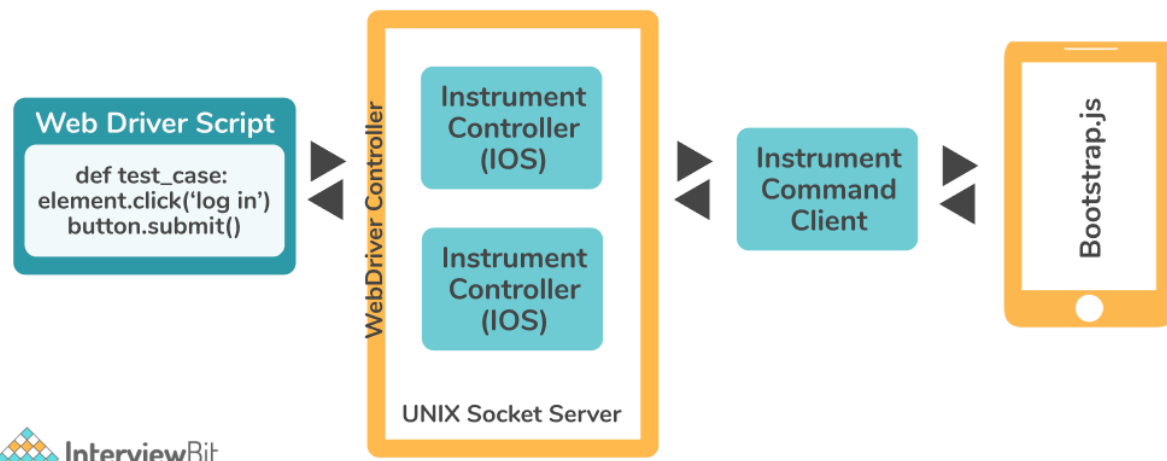 Web Driver Script
def test_case:
element.click(‘log in’)
button.submit()
WebDriver Controller
Instrument
Controller
(IOS)
Instrument
Controller
(IOS)
UNIX Socket Server
Instrument
Command
Client
Bootstrap.js
InterviewBit